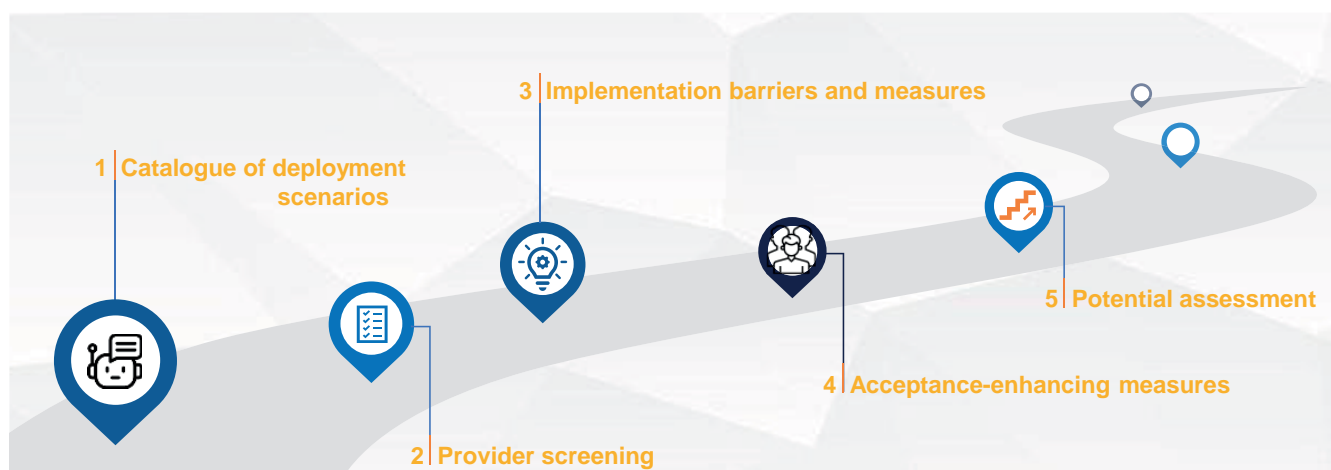 1 Catalogue of deployment
scenarios
2 Provider screening
3 Implementation barriers and measures
4 Acceptance-enhancing measures
5 Potential assessment